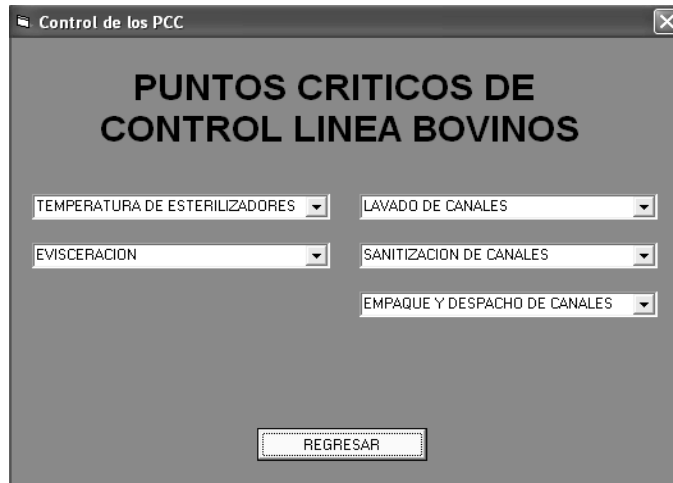 Control de los PCC
PUNTOS CRITICOS DE
CONTROL LINEA BOVINOS
TEMPERATURA DE ESTERILIZADORES
LAVADO DE CANALES
EVISCERACION
SANITIZACION DE CANALES
EMPAQUE Y DESPACHO DE CANALES
REGRESAR